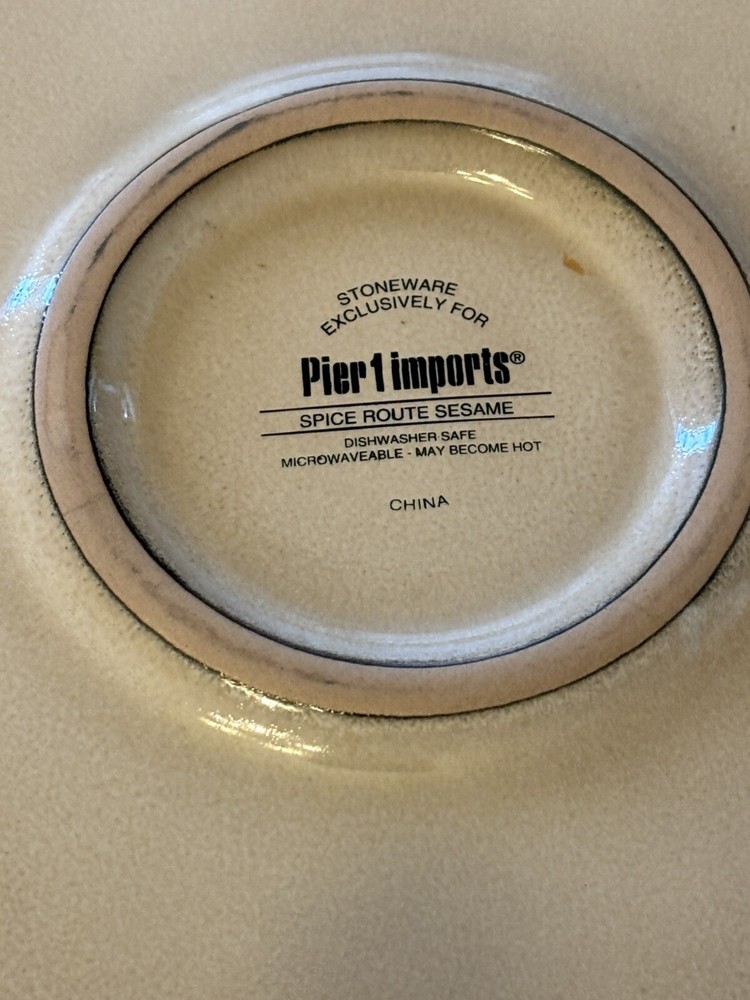 STONEWARE
EXCLUSIVELY FOR
Pier 1 imports®
SPICE ROUTE SESAME
DISHWASHER SAFE
MICROWAVEABLE - MAY BECOME HOT
CHINA